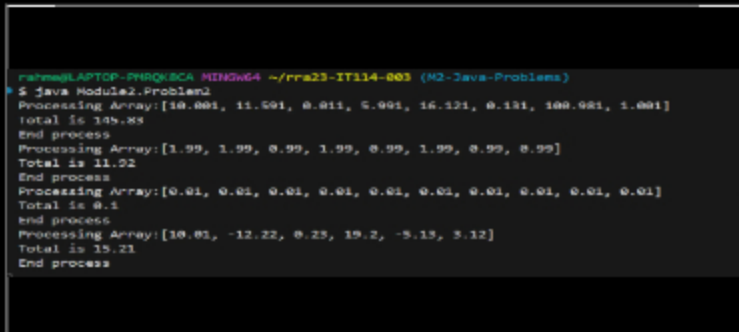 MINGW64 ~/rra23-IT114-003 (M2-Java-Problems)
$ java Module2.Problem2
Processing Array:[10.001, 11.591, 0.011, 5.991, 16.121, 0.131, 100.981, 1.001]
Total is 145.83
End process
Processing Array:[1.99, 1.99, 0.99, 1.99, 0.99, 1.99, 0.99, 0.99]
Total is 11.92
End process
Processing Array:[0.01, 0.01, 0.01, 0.01, 0.01, 0.01, 0.01, 0.01, 0.01, 0.01]
Total is 0.1
End process
Processing Array:[10.01, -12.22, 0.23, 19.2, -5.13, 3.12]
Total is 15.21
End process